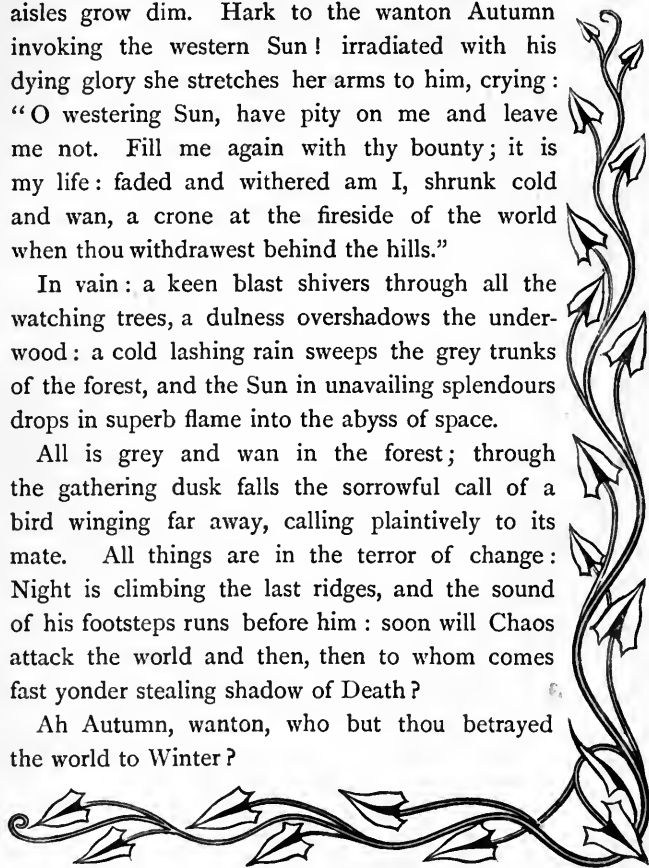 aisles grow dim. Hark to the wanton Autumn
invoking the western Sun! irradiated with his
dying glory she stretches her arms to him, crying:
“O westering Sun, have pity on me and leave
me not. Fill me again with thy bounty; it is
my life: faded and withered am I, shrunk cold
and wan, a crone at the fireside of the world
when thou withdrawest behind the hills.”
In vain: a keen blast shivers through all the
watching trees, a dulness overshadows the under-
wood: a cold lashing rain sweeps the grey trunks
of the forest, and the Sun in unavailing splendours
drops in superb flame into the abyss of space.
All is grey and wan in the forest; through
the gathering dusk falls the sorrowful call of a
bird winging far away, calling plaintively to its
mate. All things are in the terror of change:
Night is climbing the last ridges, and the sound
of his footsteps runs before him: soon will Chaos
attack the world and then, then to whom comes
fast yonder stealing shadow of Death?
Ah Autumn, wanton, who but thou betrayed
the world to Winter?